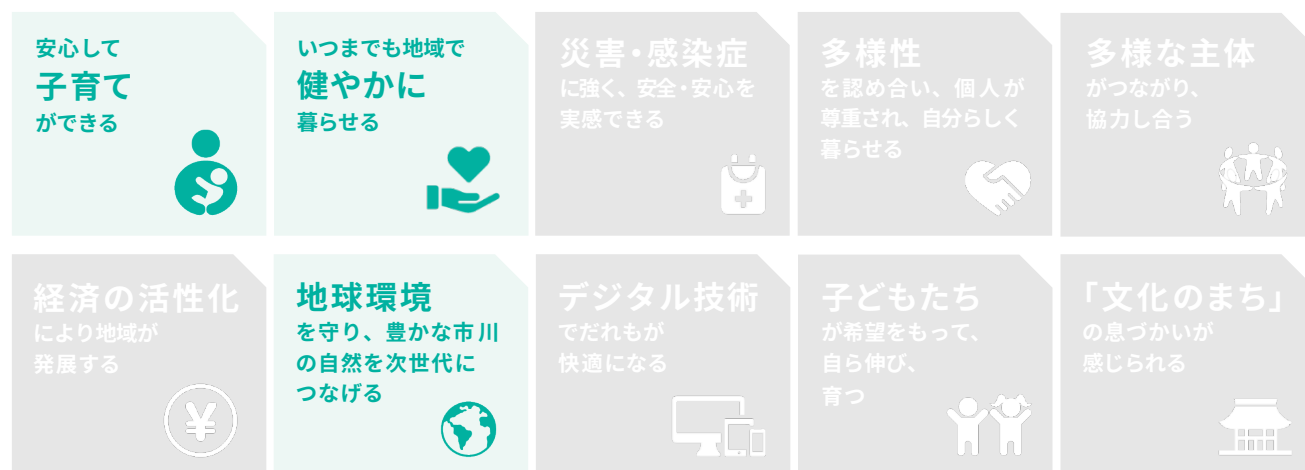 安心して
子育て
ができる
いつまでも地域で
健やかに
暮らせる
災害・感染症
に強く、安全・安心を
実感できる
多様性
を認め合い、個人が
尊重され、自分らしく
暮らせる
多様な主体
がつながり、
協力し合う
経済の活性化
により地域が
発展する
地球環境
を守り、豊かな市川
の自然を次世代に
つなげる
デジタル技術
でだれもが
快適になる
子どもたち
が希望をもって、
自ら伸び、
育つ
「文化のまち」
の息づかいが
感じられる